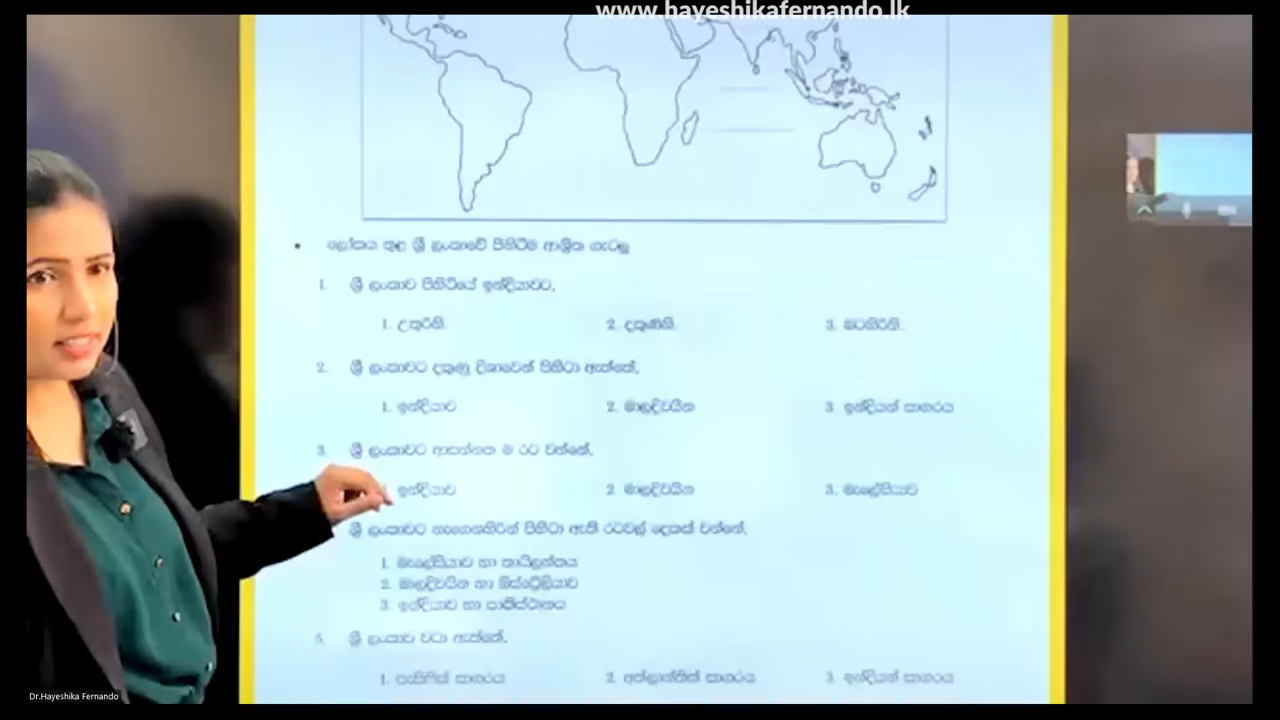 www.hayeshikafernando.lk
• ලෝකය තුළ ශ්‍රී ලංකාවේ පිහිටීම ආශ්‍රිත ගැටලු
1. ශ්‍රී ලංකාව පිහිටියේ ඉන්දියාවට,
1. උතුරිනි. 2. දකුණිනි. 3. බටහිරිනි.
2. ශ්‍රී ලංකාවට දකුණු දිශාවෙන් පිහිටා ඇත්තේ,
1. ඉන්දියාව 2. මාලදිවයින 3. ඉන්දියන් සාගරය
3. ශ්‍රී ලංකාවට ආසන්නත ම රට වන්නේ,
ඉන්දියාව 2. මාලදිවයින 3. මැලේසියාව
ශ්‍රී ලංකාවට නැගෙනහිරින් පිහිටා ඇති රටවල් දෙකක් වන්නේ,
1. මැලේසියාව හා තායිලන්තය
2. මාලදිවයින හා ඕස්ට්‍රේලියාව
3. ඉන්දියාව හා පාකිස්ථානය
5. ශ්‍රී ලංකාව වටා ඇත්තේ,
1. පැසිෆික් සාගරය 2. අත්ලාන්තික් සාගරය 3. ඉන්දියන් සාගරය
Dr.Hayeshika Fernando